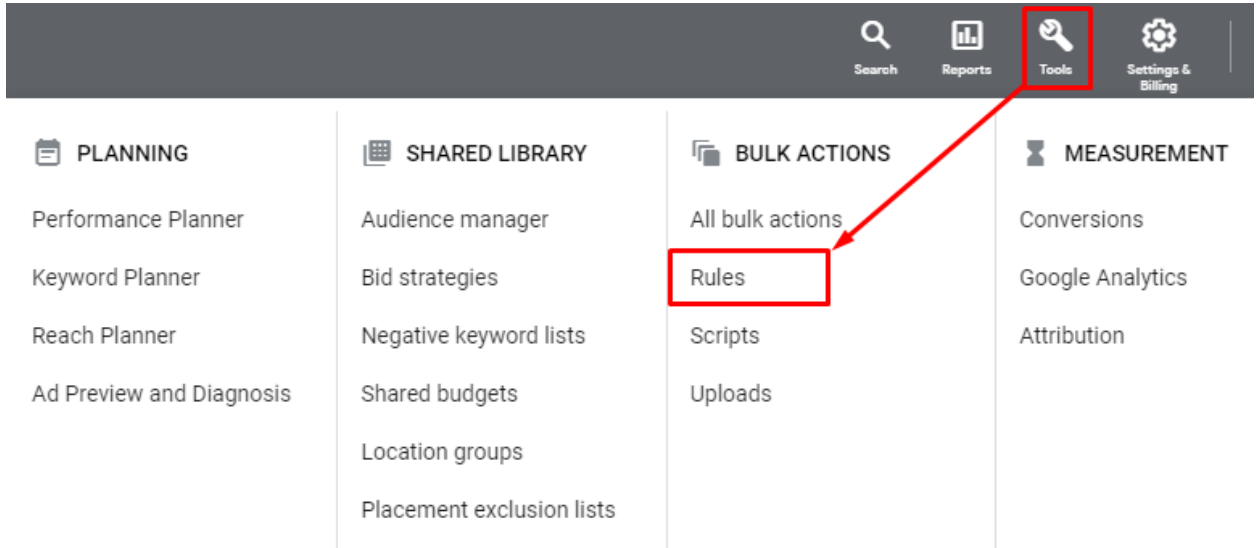 Search
Reports
Tools
Settings &
Billing
PLANNING
Performance Planner
Keyword Planner
Reach Planner
Ad Preview and Diagnosis
SHARED LIBRARY
Audience manager
Bid strategies
Negative keyword lists
Shared budgets
Location groups
Placement exclusion lists
BULK ACTIONS
All bulk actions
Rules
Scripts
Uploads
MEASUREMENT
Conversions
Google Analytics
Attribution